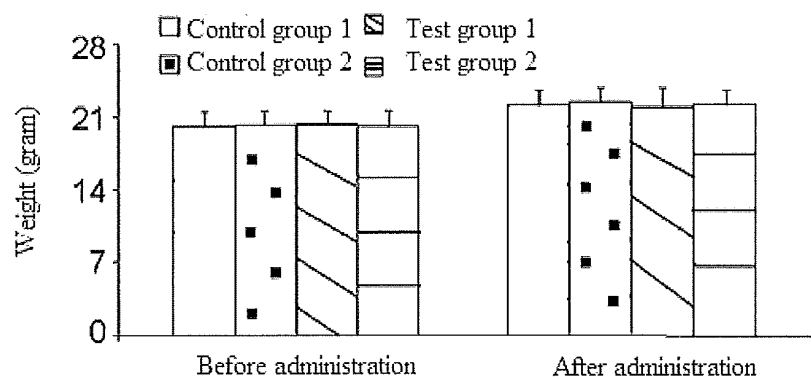 Control group 1 Test group 1
Control group 2 Test group 2
Weight (gram)
28
21
14
7
0
Before administration After administration